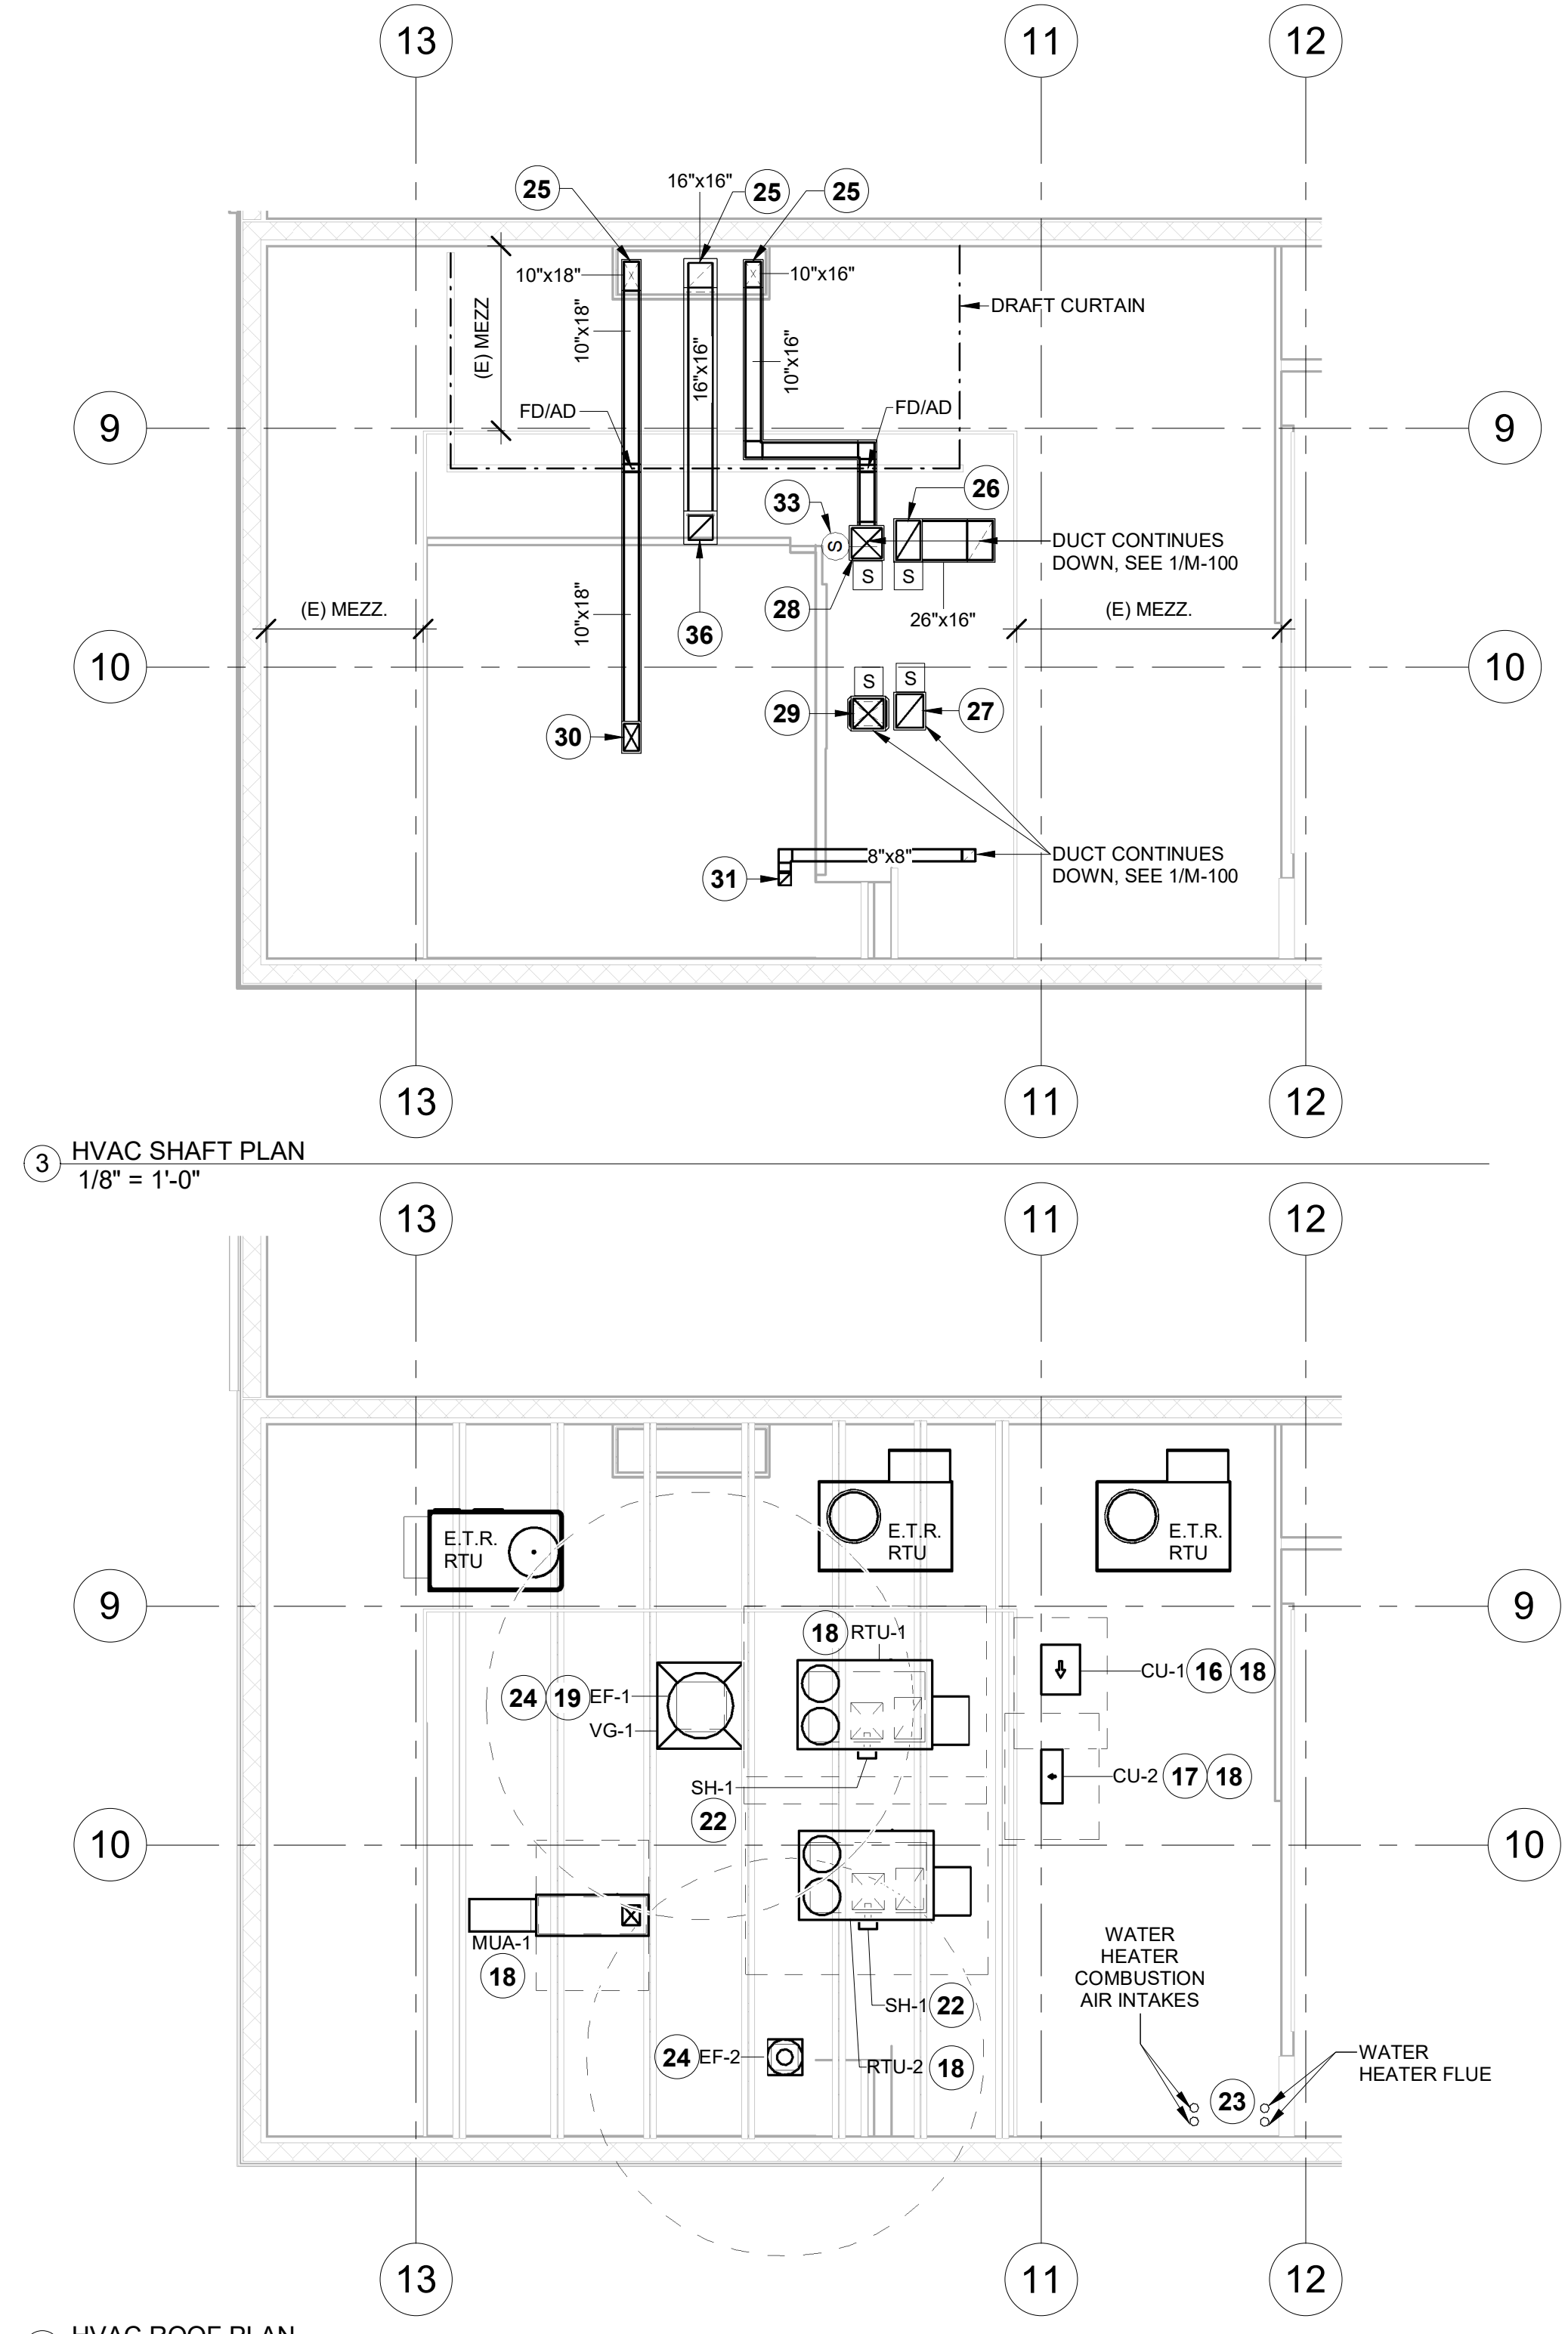 13
11
12
25
16"x16"
25
25
10"x18"
10"x16"
DRAFT CURTAIN
(E) MEZZ
10"x18"
16"x16"
10"x16"
9
FD/AD
FD/AD
9
33
26
S
DUCT CONTINUES
DOWN, SEE 1/M-100
S
S
28
(E) MEZZ.
10"x18"
36
26"x16"
(E) MEZZ.
10
S
S
10
29
27
30
31
8"x8"
DUCT CONTINUES
DOWN, SEE 1/M-100
13
11
12
3
HVAC SHAFT PLAN
1/8" = 1'-0"
13
11
12
E.T.R.
RTU
E.T.R.
RTU
E.T.R.
RTU
9
9
18 RTU-1
24 19 EF-1
VG-1
CU-1 16 18
CU-2 17 18
SH-1
22
10
10
MUA-1
18
SH-1 22
24 EF-2
RTU-2 18
WATER
HEATER
COMBUSTION
AIR INTAKES
WATER
HEATER FLUE
23
13
11
12
HVAC ROOF PLAN